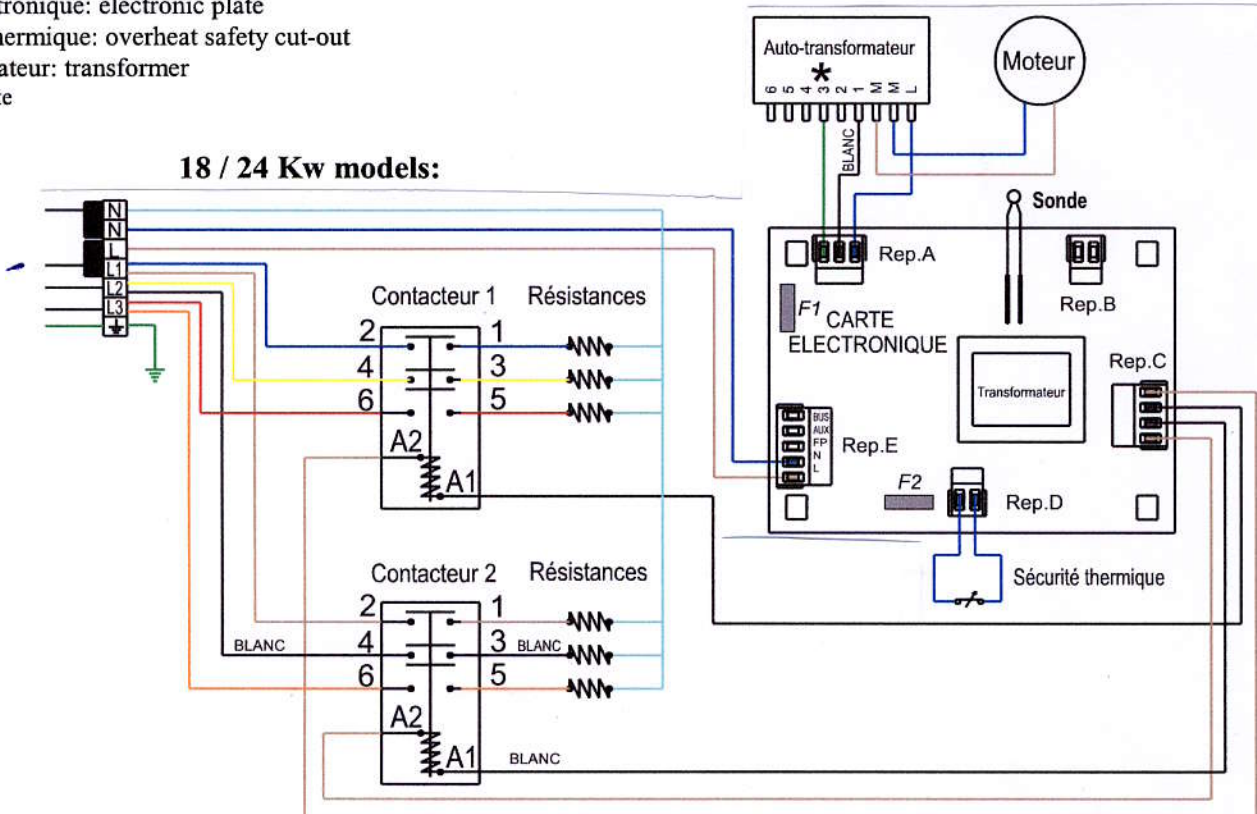 tronique: electronic plate
hermique: overheat safety cut-out
ateur: transformer
te
18 / 24 Kw models:
Auto-transformateur
*
6 5 4 3 2 1 M M L
BLANC
Moteur
Sonde
N
N
L
L1
L2
L3
Contacteur 1
Résistances
2
1
4
3
6
5
A2
A1
Rep.A
Rep.B
F1
CARTE
ELECTRONIQUE
Transformateur
Rep.C
BUS
AUX
FP
N
L
Rep.E
F2
Rep.D
Sécurité thermique
Contacteur 2
Résistances
2
1
BLANC
4
3
BLANC
6
5
A2
A1
BLANC